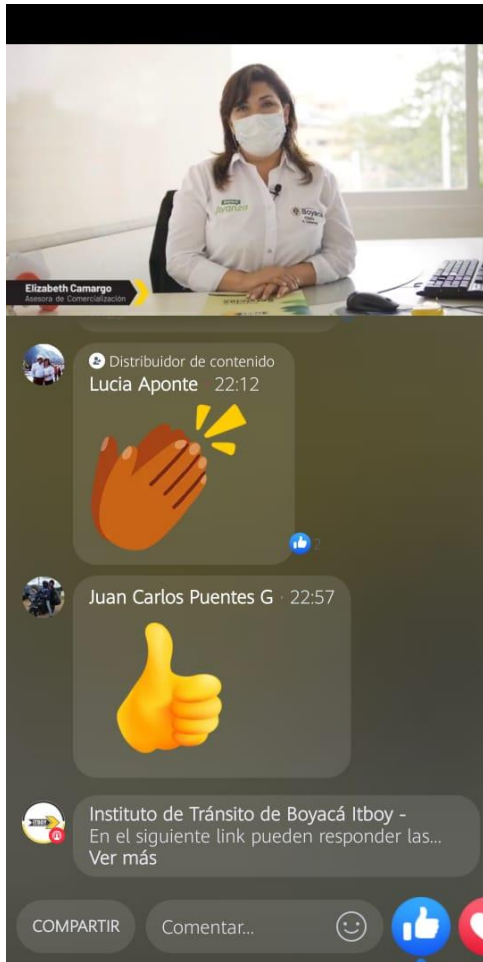 avanza
Boyacá
Elizabeth Camargo
Asesora de Comercialización
Distribuidor de contenido
Lucia Aponte 22:12
2
Juan Carlos Puentes G · 22:57
Instituto de Tránsito de Boyacá Itboy -
En el siguiente link pueden responder las...
Ver más
COMPARTIR
Comentar...